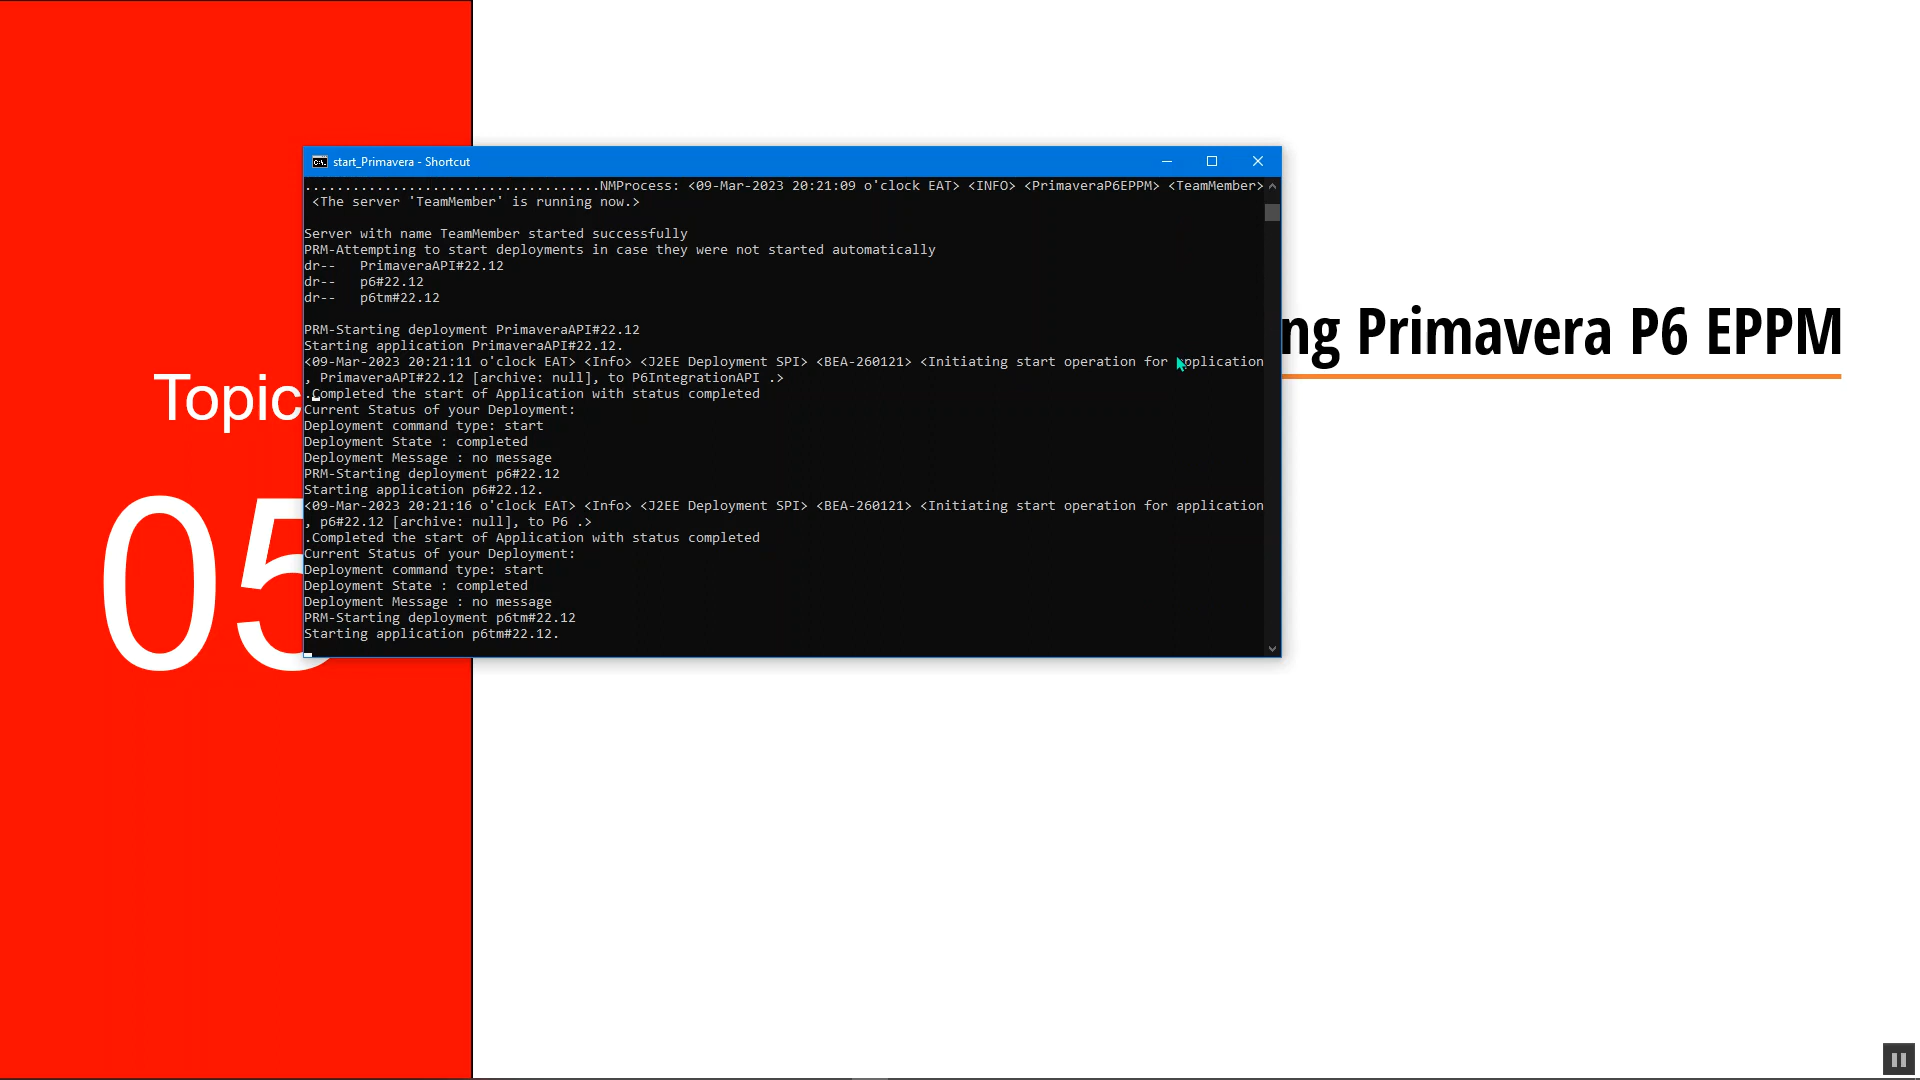 Topic
05
ng Primavera P6 EPPM
start_Primavera - Shortcut
.....................................NMProcess: <09-Mar-2023 20:21:09 o'clock EAT> <INFO> <PrimaveraP6EPPM> <TeamMember>
<The server 'TeamMember' is running now.>
Server with name TeamMember started successfully
PRM-Attempting to start deployments in case they were not started automatically
dr--   PrimaveraAPI#22.12
dr--   p6#22.12
dr--   p6tm#22.12
PRM-Starting deployment PrimaveraAPI#22.12
Starting application PrimaveraAPI#22.12.
<09-Mar-2023 20:21:11 o'clock EAT> <Info> <J2EE Deployment SPI> <BEA-260121> <Initiating start operation for application
, PrimaveraAPI#22.12 [archive: null], to P6IntegrationAPI .>
.Completed the start of Application with status completed
Current Status of your Deployment:
Deployment command type: start
Deployment State : completed
Deployment Message : no message
PRM-Starting deployment p6#22.12
Starting application p6#22.12.
<09-Mar-2023 20:21:16 o'clock EAT> <Info> <J2EE Deployment SPI> <BEA-260121> <Initiating start operation for application
, p6#22.12 [archive: null], to P6 .>
.Completed the start of Application with status completed
Current Status of your Deployment:
Deployment command type: start
Deployment State : completed
Deployment Message : no message
PRM-Starting deployment p6tm#22.12
Starting application p6tm#22.12.